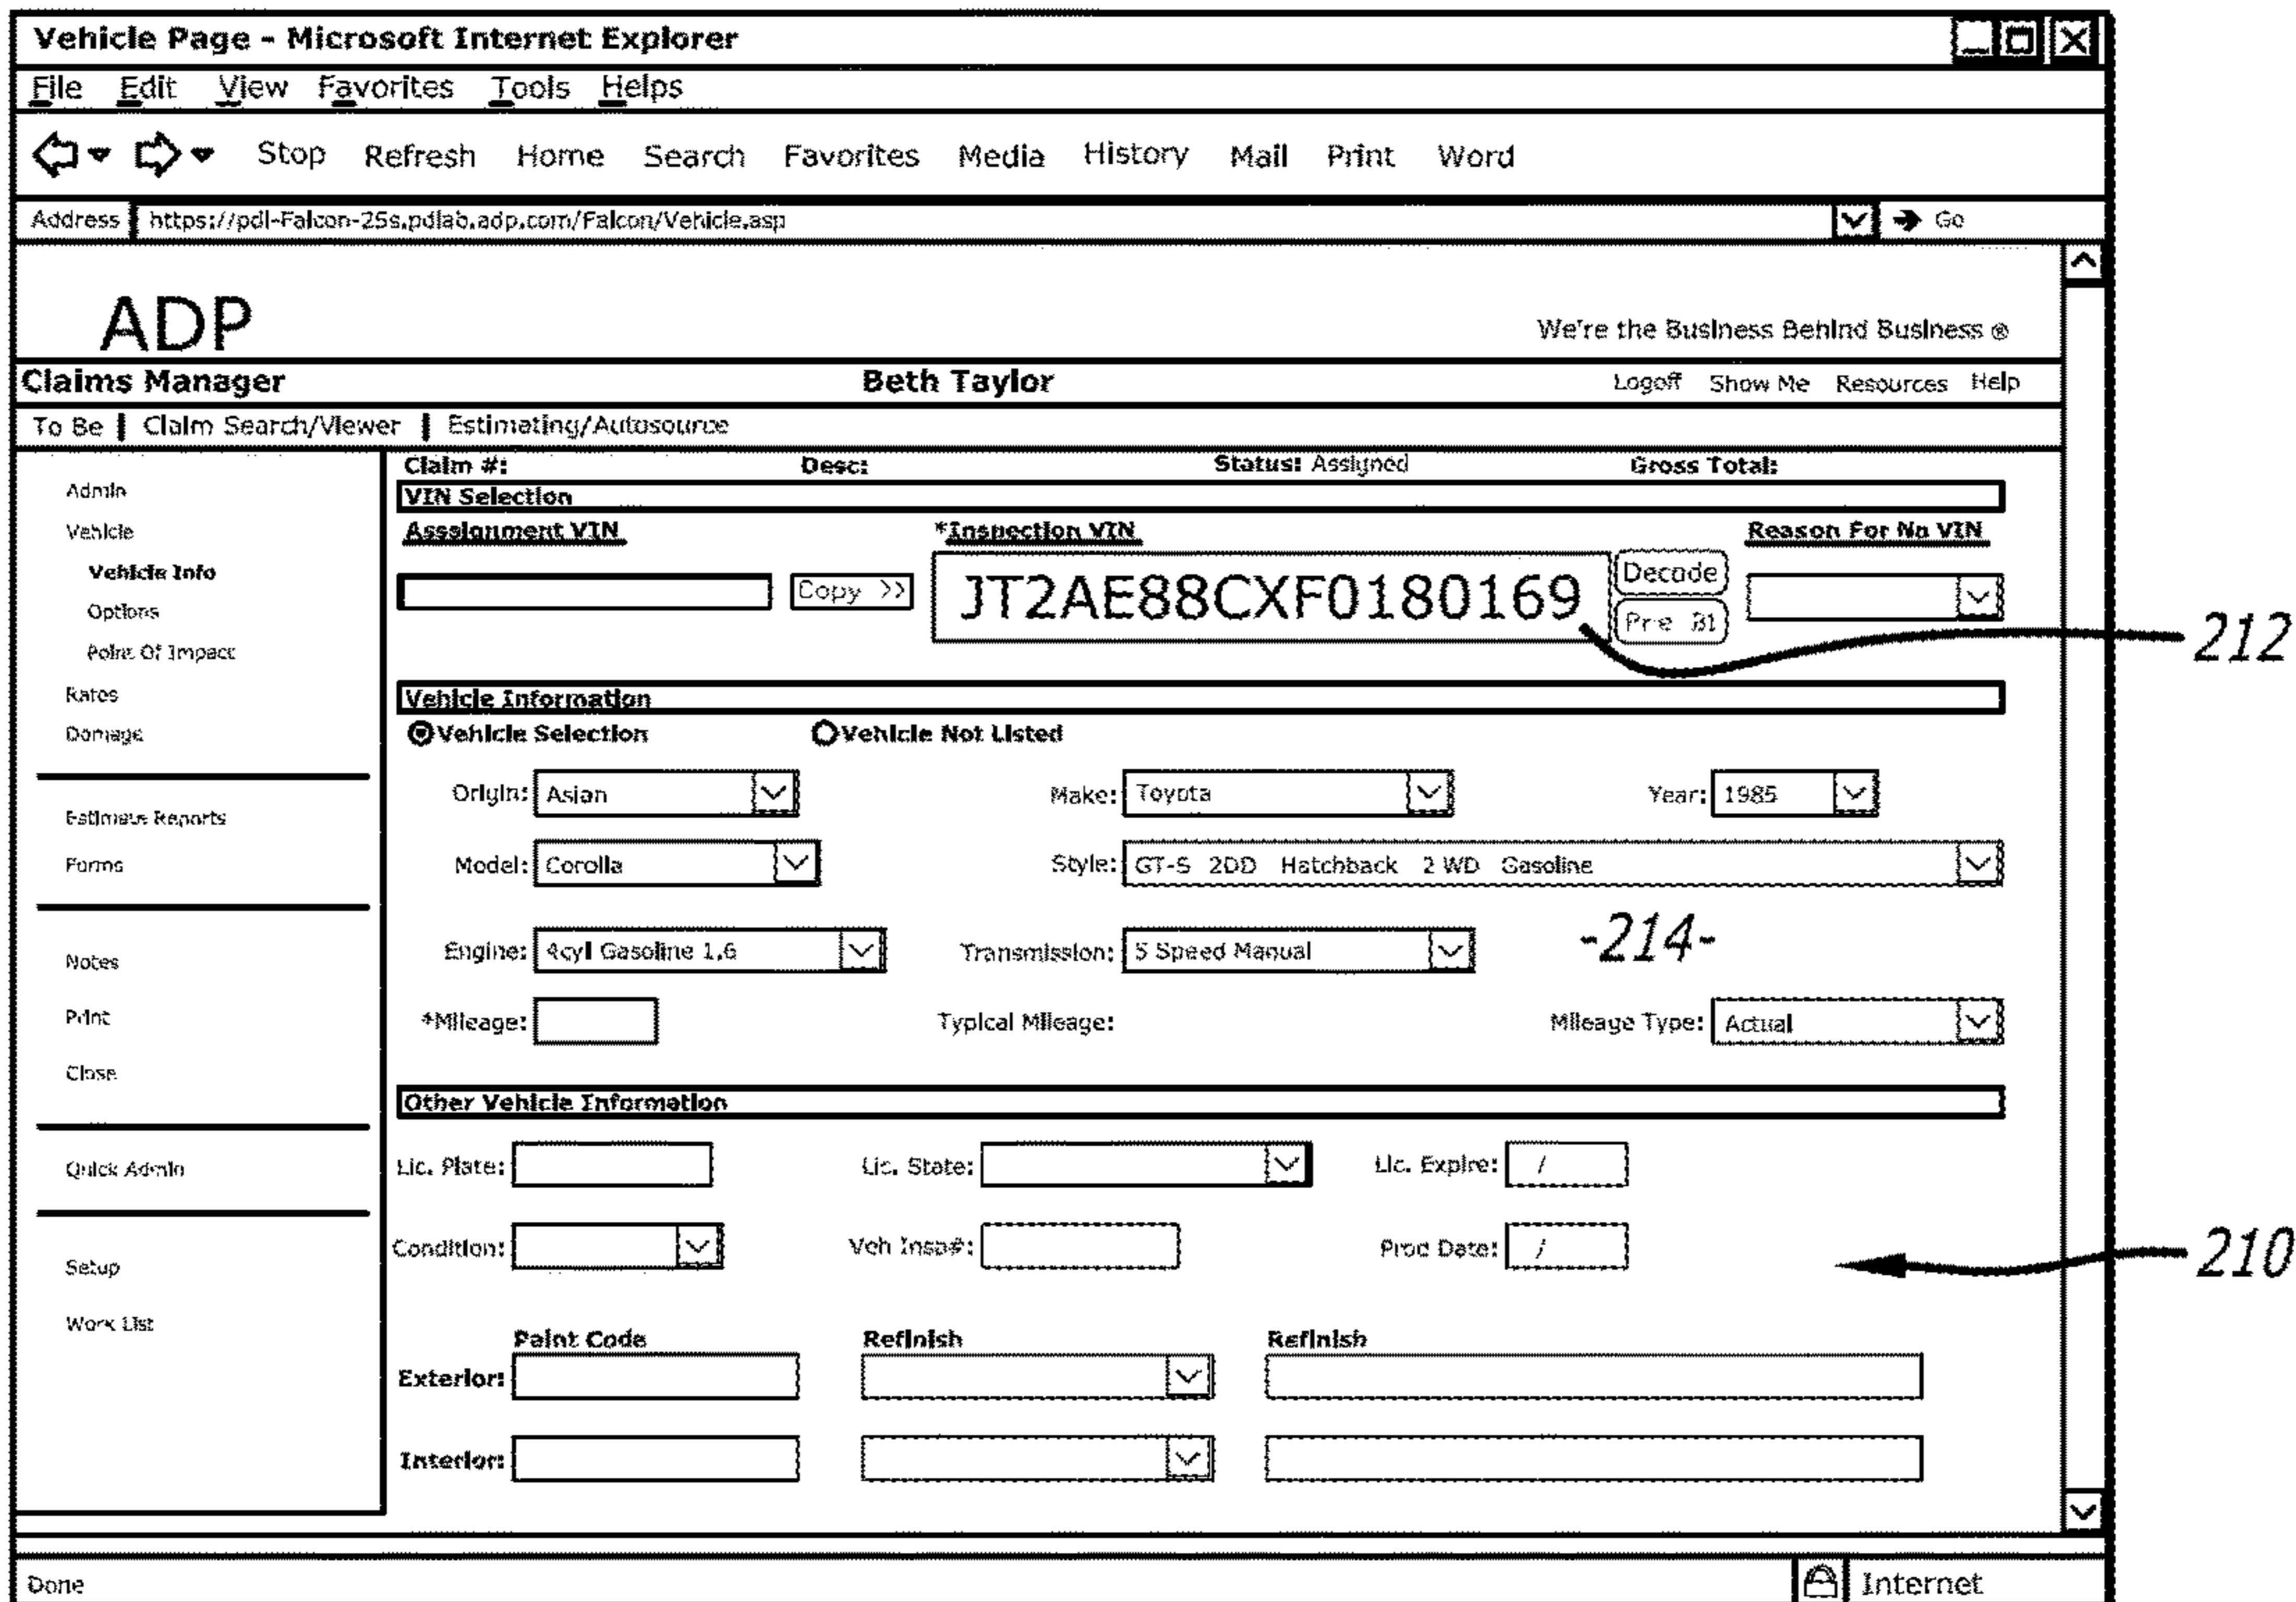 Vehicle Page - Microsoft Internet Explorer
File Edit View Favorites Tools Helps
Stop Refresh Home Search Favorites Media History Mail Print Word
Address https://pdl-Falcon-25s.pdlab.adp.com/Falcon/Vehicle.asp Go
ADP
We're the Business Behind Business ®
Claims Manager Beth Taylor Logoff Show Me Resources Help
To Be | Claim Search/Viewer | Estimating/Autosource
Admin
Vehicle
Vehicle Info
Options
Point Of Impact
Rates
Damage
Estimate Reports
Forms
Notes
Print
Close
Quick Admin
Setup
Work List
Claim #: Desc: Status: Assigned Gross Total:
VIN Selection
Asssignment VIN *Inspection VIN Reason For No VIN
Copy >> JT2AE88CXF0180169 Decode
Pre B1
212
Vehicle Information
Vehicle Selection Vehicle Not Listed
Origin: Asian Make: Toyota Year: 1985
Model: Corolla Style: GT-S 2DD Hatchback 2 WD Gasoline
Engine: 4cyl Gasoline 1.6 Transmission: 5 Speed Manual -214-
*Mileage: Typical Mileage: Mileage Type: Actual
Other Vehicle Information
Lic. Plate: Lic. State: Lic. Expire: /
Condition: Veh Insp#: Prod Date: /
210
Paint Code Refinish Refinish
Exterior:
Interior:
Done Internet